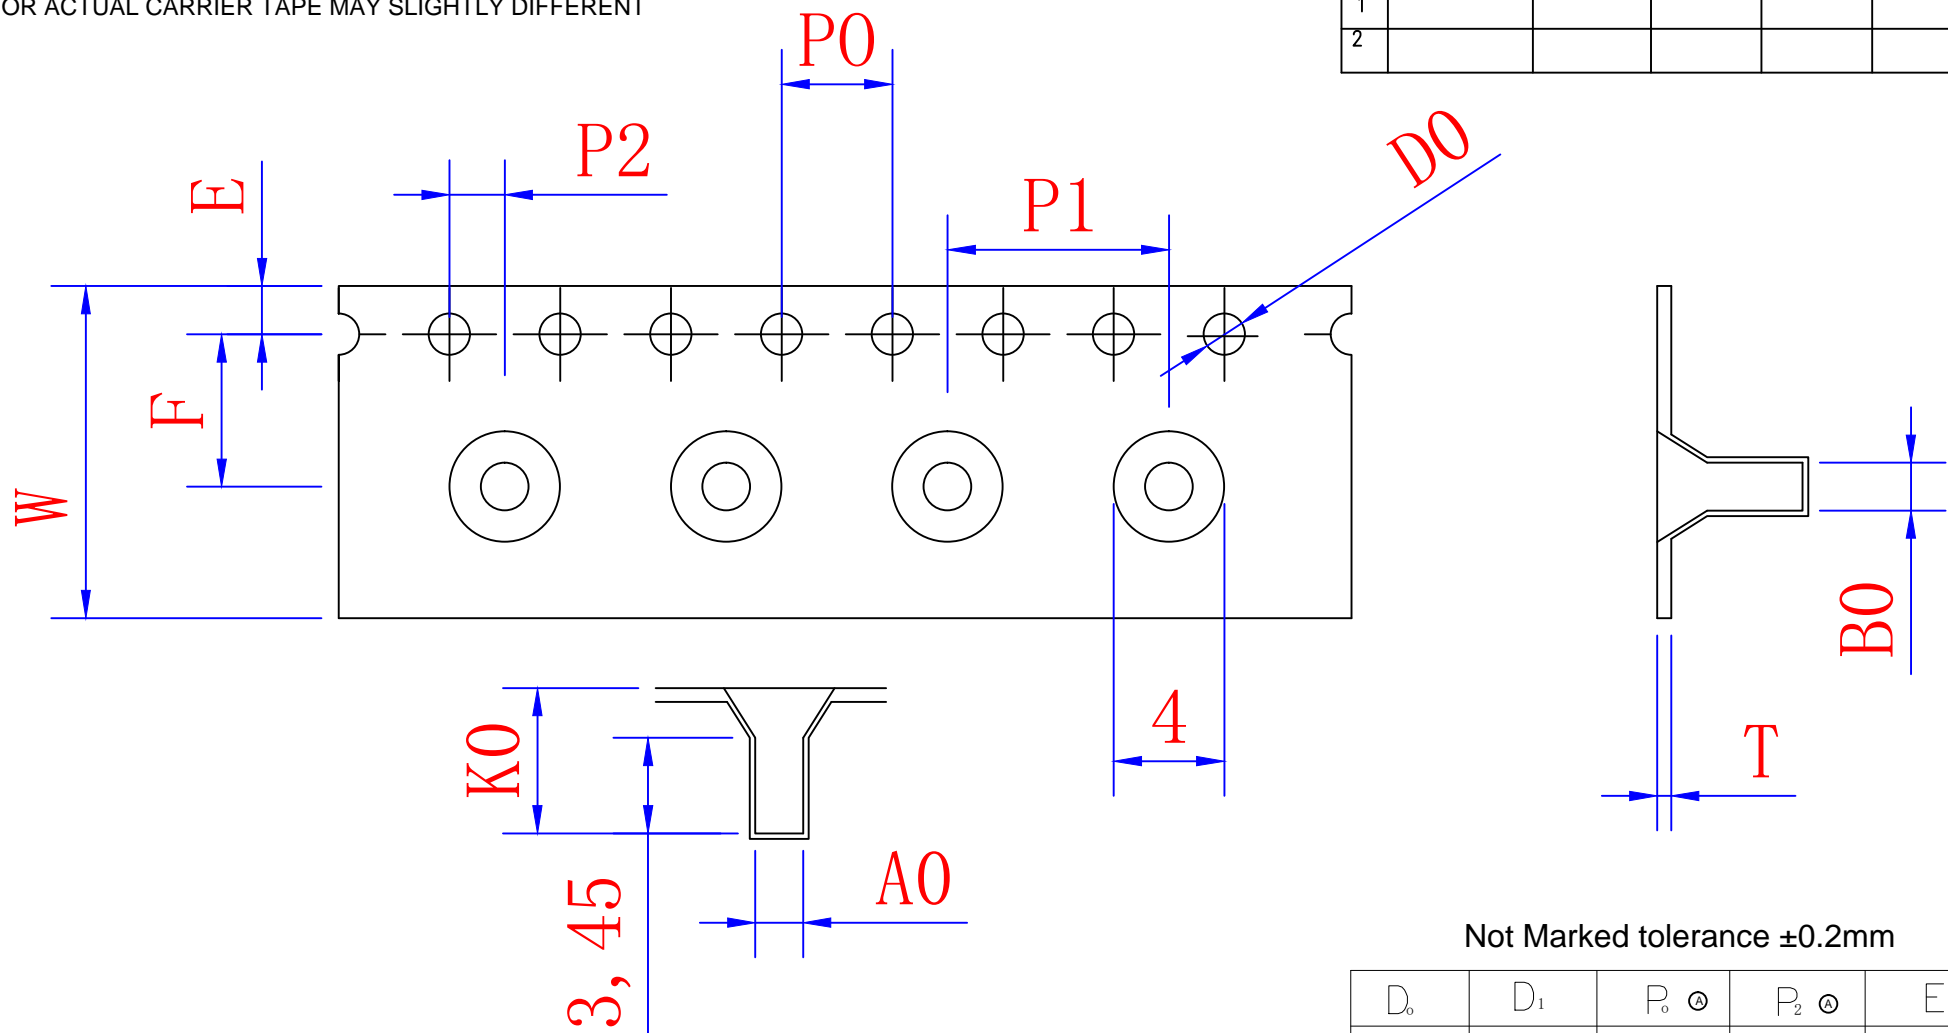 OR ACTUAL CARRIER TAPE MAY SLIGHTLY DIFFERENT
1
2
P0
P2
D0
E
P1
F
W
B0
4
K0
T
A0
3, 45
Not Marked tolerance ±0.2mm
D₀ D₁ P₀ Ⓐ P₂ Ⓐ E